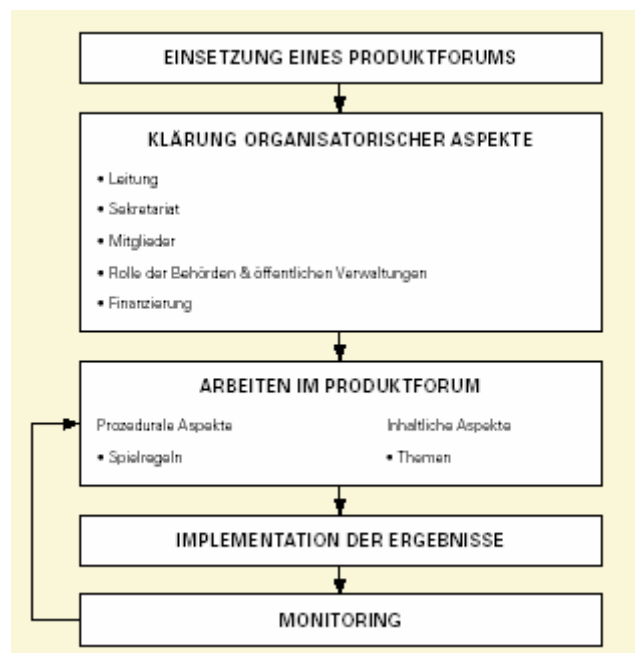 EINSETZUNG EINES PRODUKTFORUMS
KLÄRUNG ORGANISATORISCHER ASPEKTE
• Leitung
• Sekretariat
• Mitglieder
• Rolle der Behörden & öffentlichen Verwaltungen
• Finanzierung
ARBEITEN IM PRODUKTFORUM
Prozedurale Aspekte
• Spielregeln
Inhaltliche Aspekte
• Themen
IMPLEMENTATION DER ERGEBNISSE
MONITORING